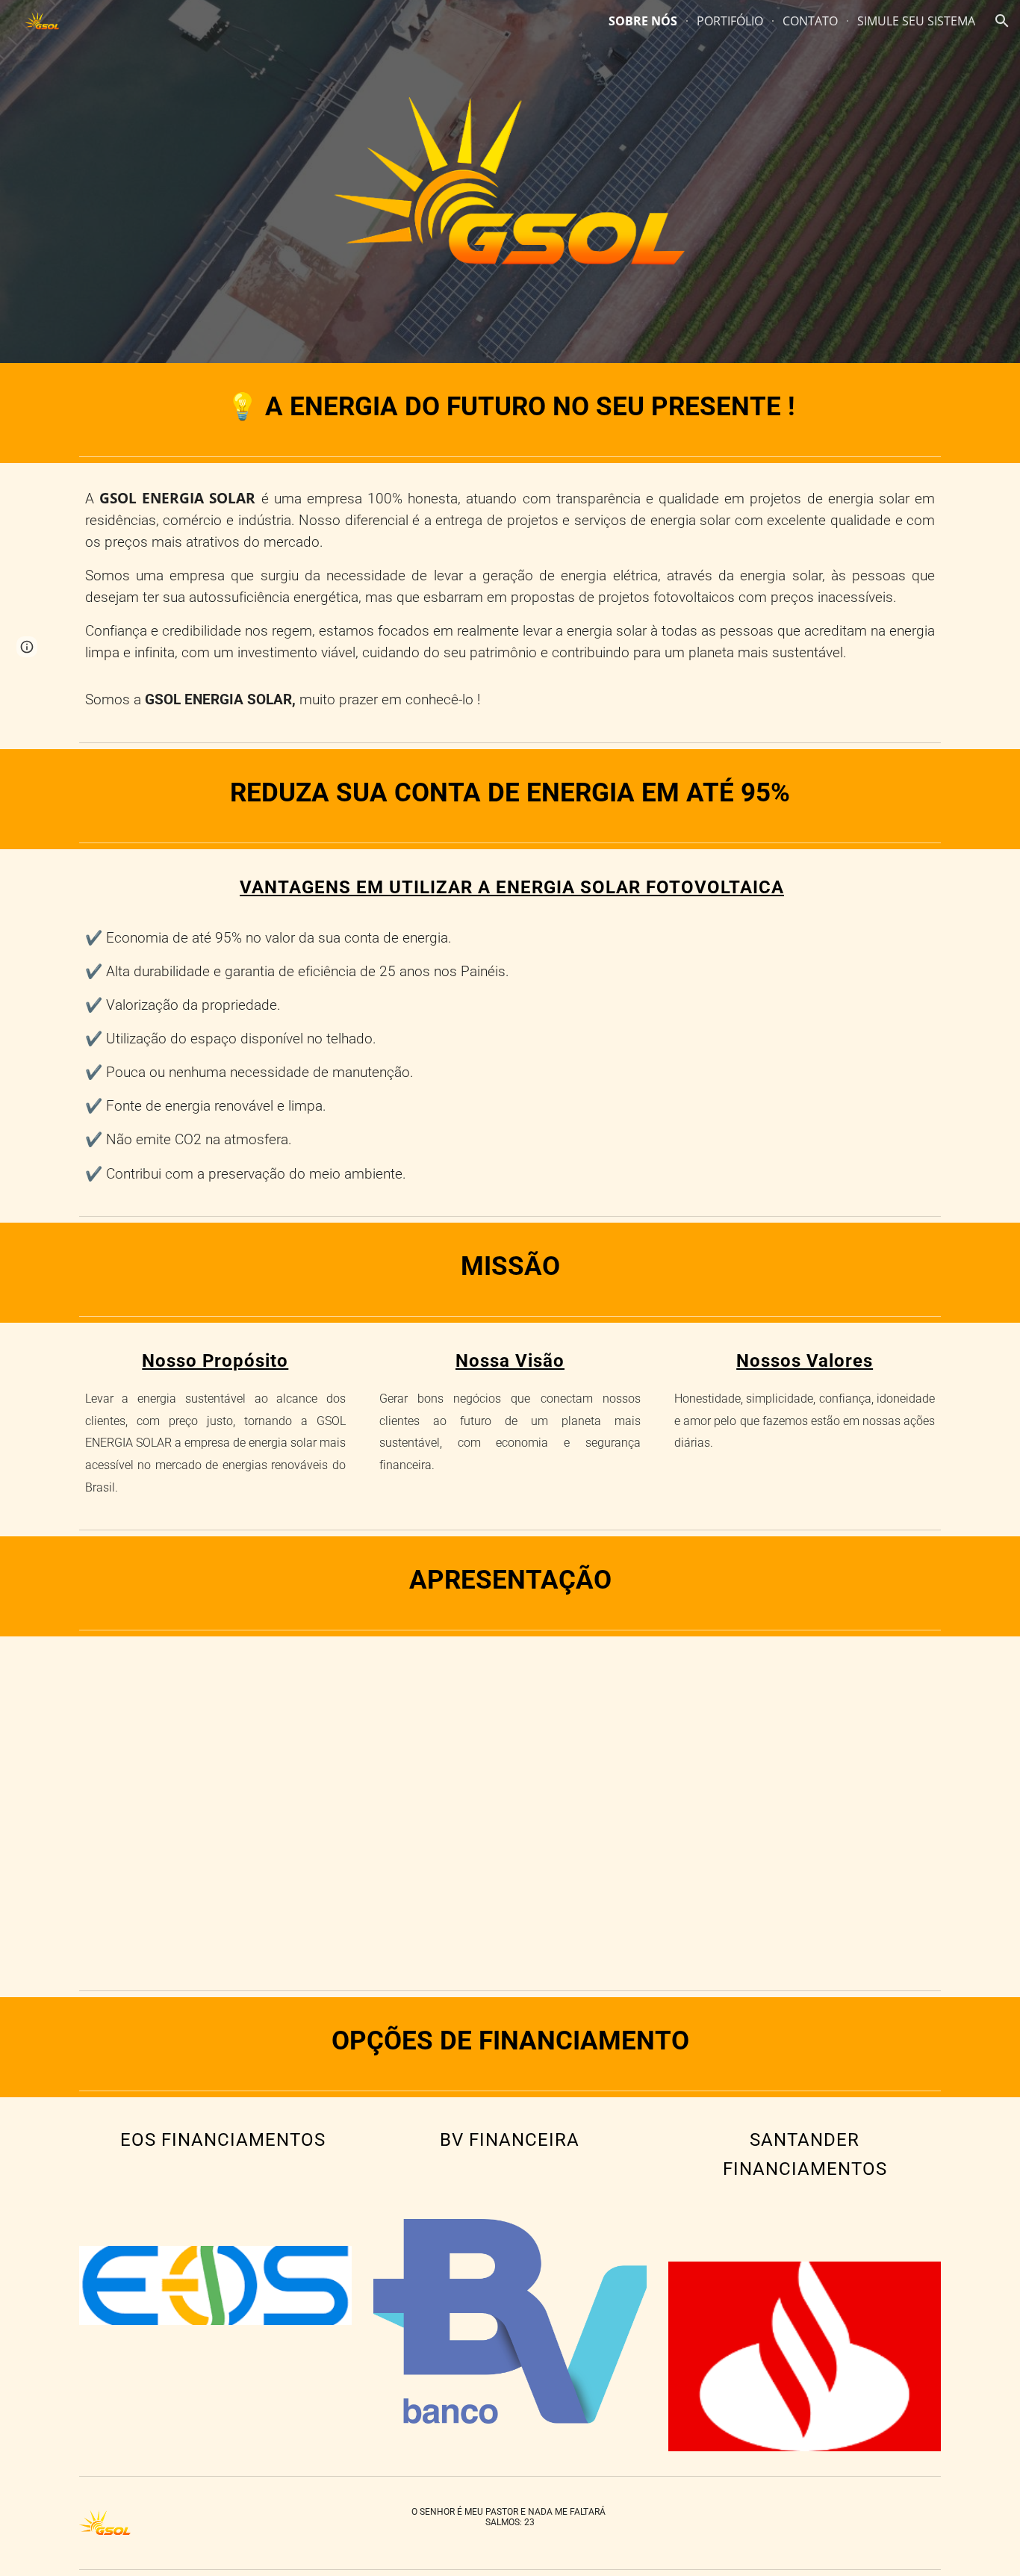 GSOL
SOBRE NÓS
PORTIFÓLIO
CONTATO
SIMULE SEU SISTEMA
GSOL
💡 A ENERGIA DO FUTURO NO SEU PRESENTE !
A GSOL ENERGIA SOLAR é uma empresa 100% honesta, atuando com transparência e qualidade em projetos de energia solar em
residências, comércio e indústria. Nosso diferencial é a entrega de projetos e serviços de energia solar com excelente qualidade e com
os preços mais atrativos do mercado.
Somos uma empresa que surgiu da necessidade de levar a geração de energia elétrica, através da energia solar, às pessoas que
desejam ter sua autossuficiência energética, mas que esbarram em propostas de projetos fotovoltaicos com preços inacessíveis.
Confiança e credibilidade nos regem, estamos focados em realmente levar a energia solar à todas as pessoas que acreditam na energia
limpa e infinita, com um investimento viável, cuidando do seu patrimônio e contribuindo para um planeta mais sustentável.
Somos a GSOL ENERGIA SOLAR, muito prazer em conhecê-lo !
REDUZA SUA CONTA DE ENERGIA EM ATÉ 95%
VANTAGENS EM UTILIZAR A ENERGIA SOLAR FOTOVOLTAICA
✔️ Economia de até 95% no valor da sua conta de energia.
✔️ Alta durabilidade e garantia de eficiência de 25 anos nos Painéis.
✔️ Valorização da propriedade.
✔️ Utilização do espaço disponível no telhado.
✔️ Pouca ou nenhuma necessidade de manutenção.
✔️ Fonte de energia renovável e limpa.
✔️ Não emite CO2 na atmosfera.
✔️ Contribui com a preservação do meio ambiente.
MISSÃO
Nosso Propósito
Levar a energia sustentável ao alcance dos
clientes, com preço justo, tornando a GSOL
ENERGIA SOLAR a empresa de energia solar mais
acessível no mercado de energias renováveis do
Brasil.
Nossa Visão
Gerar bons negócios que conectam nossos
clientes ao futuro de um planeta mais
sustentável, com economia e segurança
financeira.
Nossos Valores
Honestidade, simplicidade, confiança, idoneidade
e amor pelo que fazemos estão em nossas ações
diárias.
APRESENTAÇÃO
OPÇÕES DE FINANCIAMENTO
EOS FINANCIAMENTOS
EOS
BV FINANCEIRA
BV
banco
SANTANDER
FINANCIAMENTOS
GSOL
O SENHOR É MEU PASTOR E NADA ME FALTARÁ
SALMOS: 23